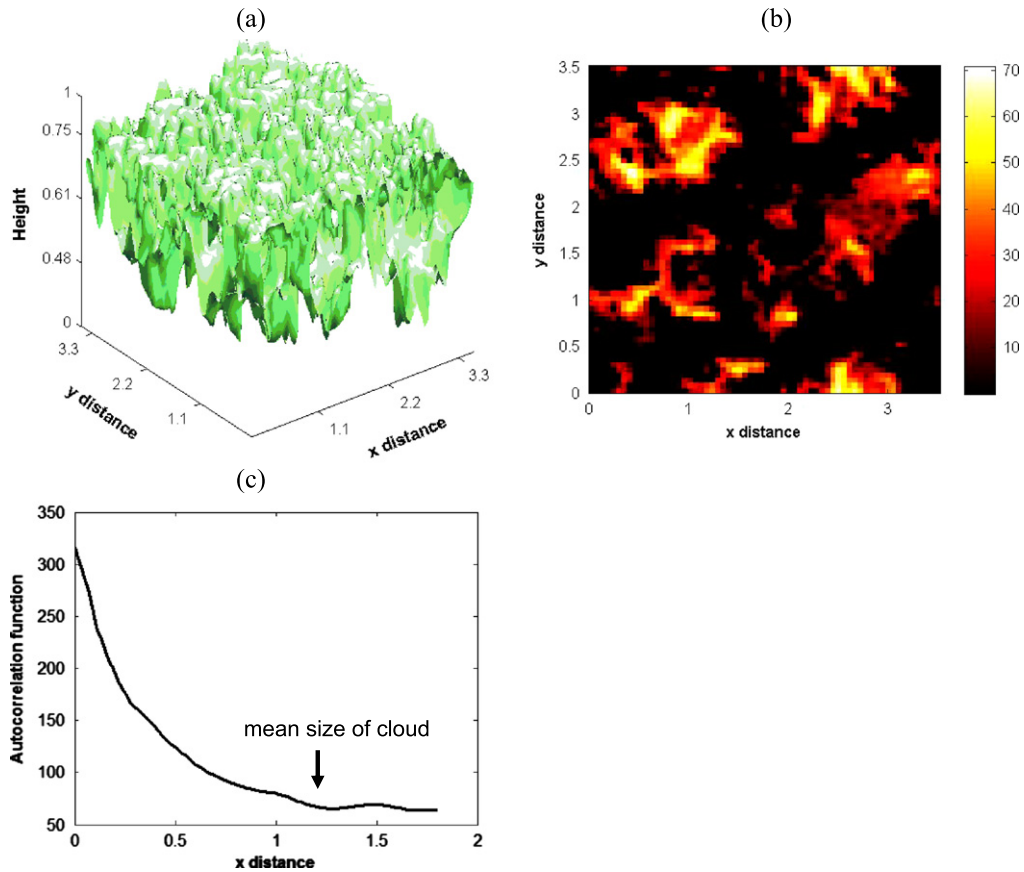 (a)
1
0.75
0.61
0.48
0
Height
3.3
2.2
1.1
y distance
1.1
2.2
3.3
x distance
(b)
3.5
3
2.5
2
1.5
1
0.5
0
y distance
0 1 2 3
x distance
70
60
50
40
30
20
10
(c)
350
300
250
200
150
100
50
Autocorrelation function
mean size of cloud
0 0.5 1 1.5 2
x distance